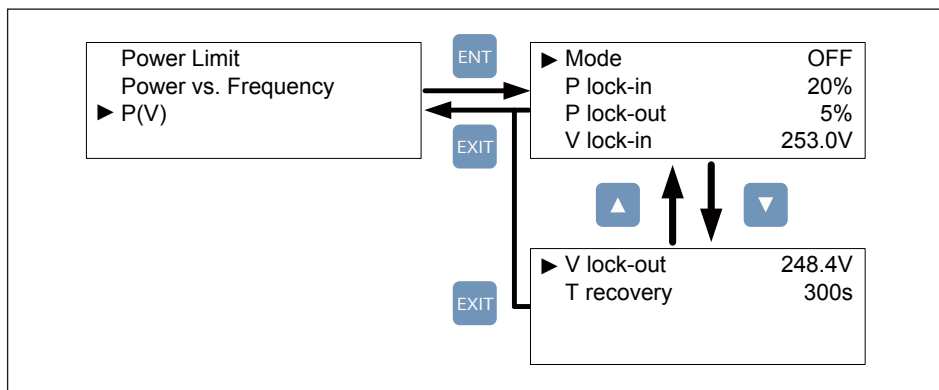 Power Limit
Power vs. Frequency
▶ P(V)
ENT
EXIT
▶ Mode OFF
P lock-in 20%
P lock-out 5%
V lock-in 253.0V
▲ ▼
▶ V lock-out 248.4V
T recovery 300s
EXIT